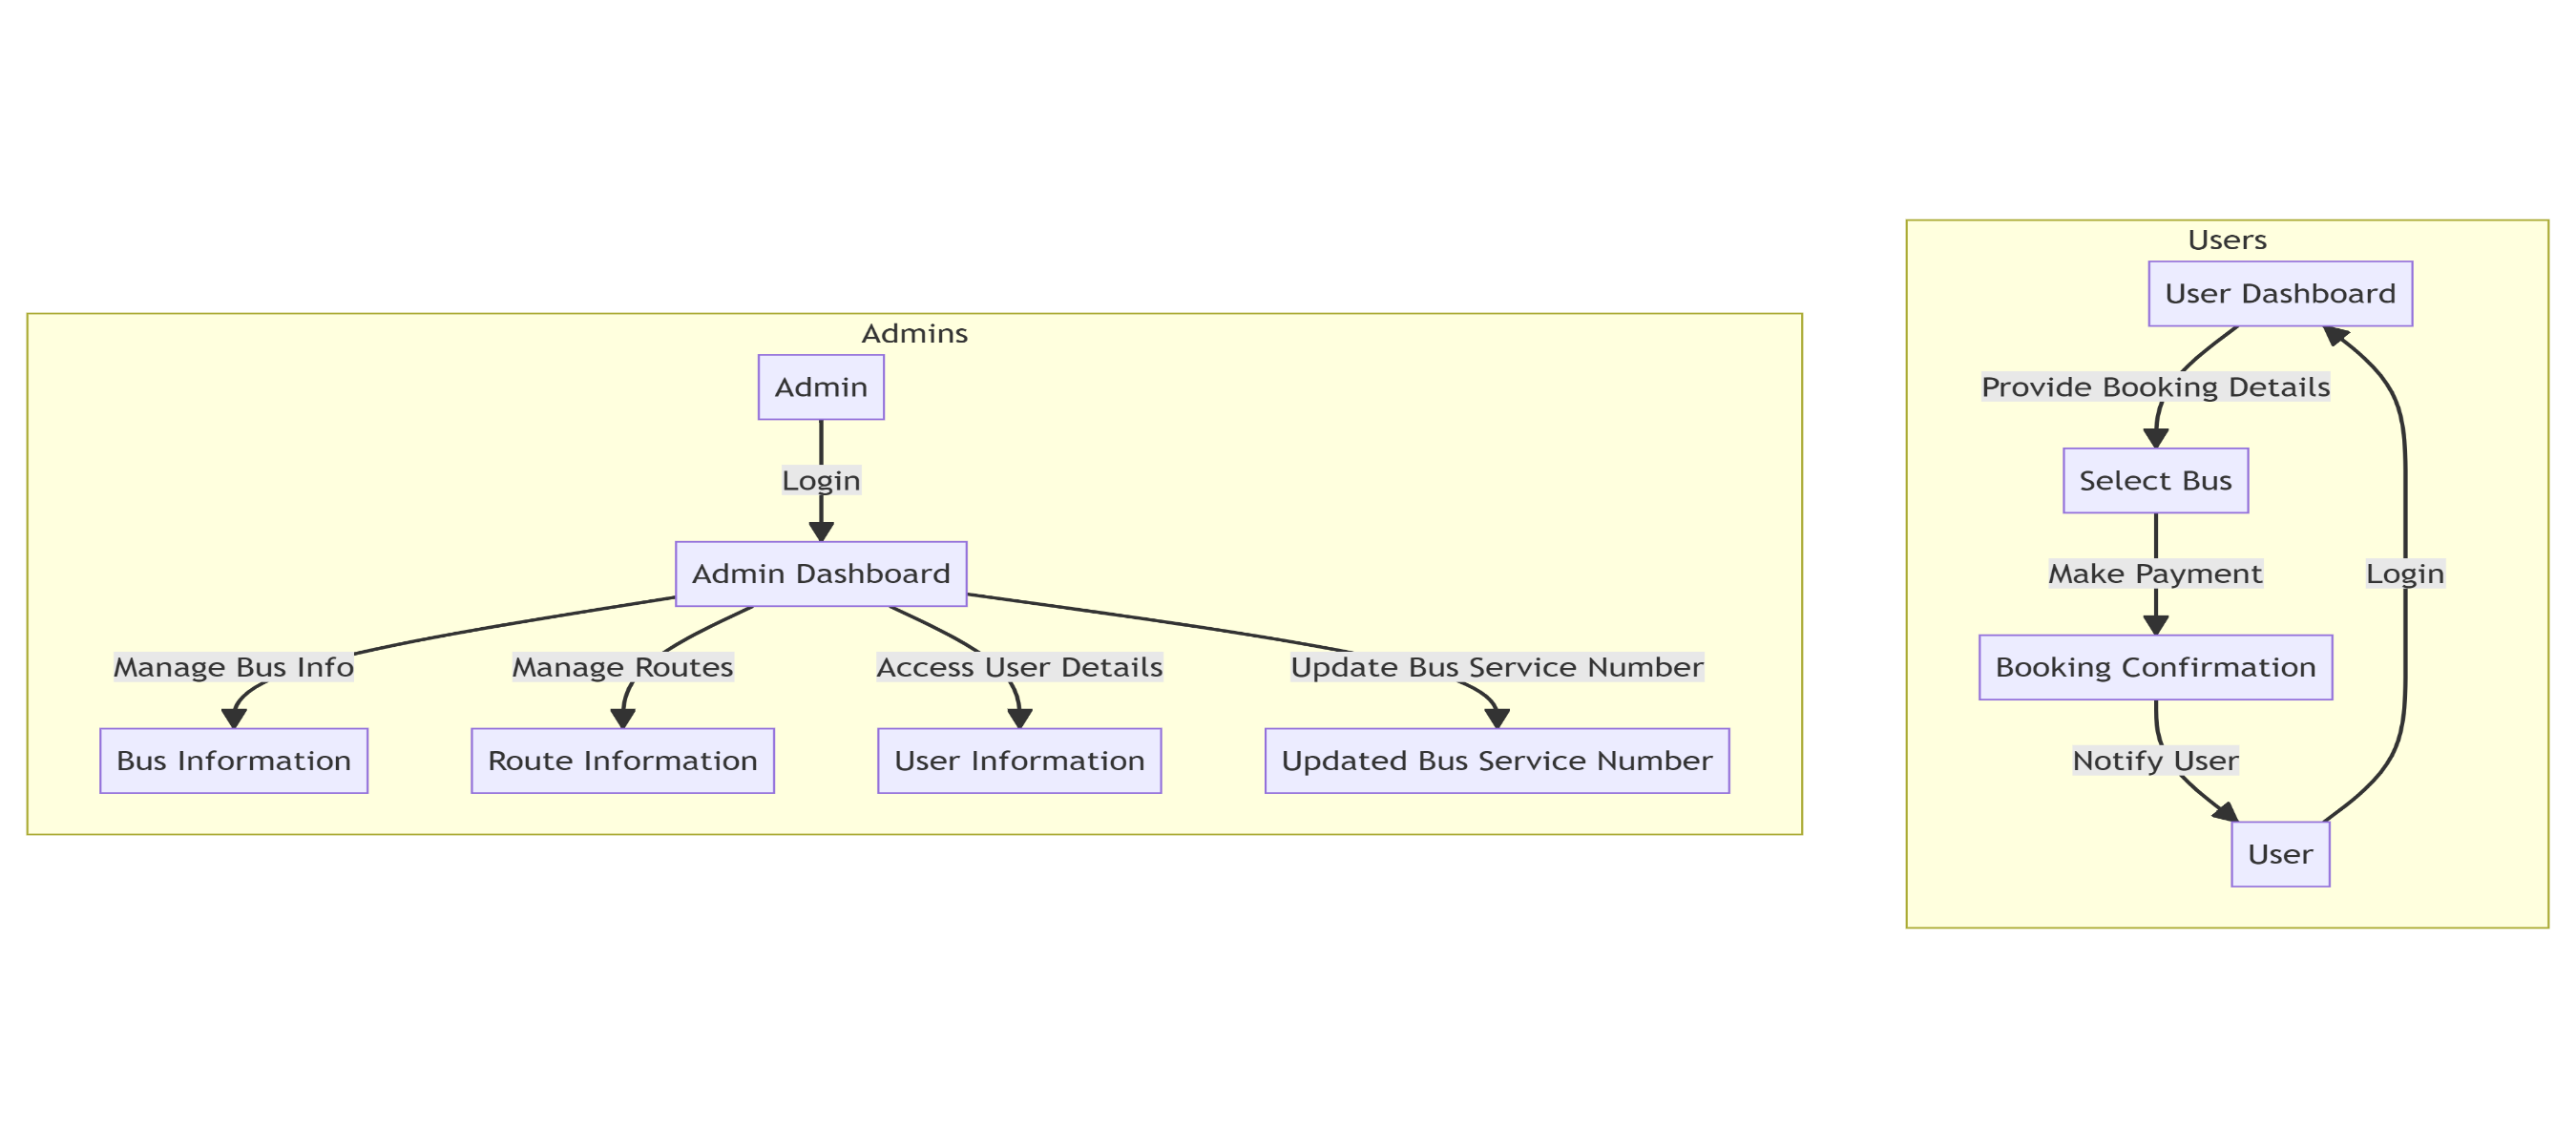 Admins
Admin
Login
Admin Dashboard
Manage Bus Info
Manage Routes
Access User Details
Update Bus Service Number
Bus Information
Route Information
User Information
Updated Bus Service Number
Users
User Dashboard
Provide Booking Details
Select Bus
Make Payment
Login
Booking Confirmation
Notify User
User